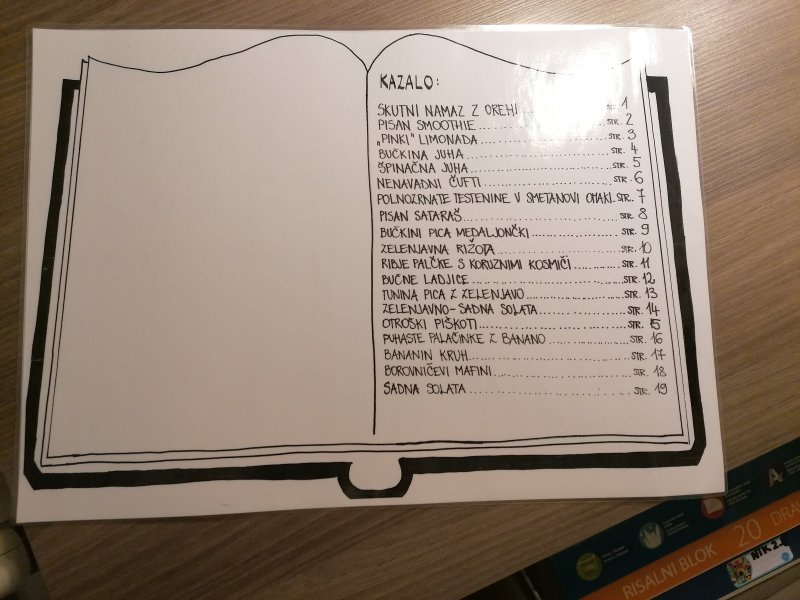 KAZALO:
SKUTNI NAMAZ Z OREHI ... STR. 1
PISAN SMOOTHIE ... STR. 2
"PINKI" LIMONADA ... STR. 3
BUČKINA JUHA ... STR. 4
ŠPINAČNA JUHA ... STR. 5
NENAVADNI ČUFTI ... STR. 6
POLNOZRNATE TESTENINE V SMETANOVI OMAKI. STR. 7
PISAN SATARAŠ ... STR. 8
BUČKINI PICA MEDALJONČKI ... STR. 9
ZELENJAVNA RIŽOTA ... STR. 10
RIBJE PALČKE S KORUZNIMI KOSMIČI ... STR. 11
BUČNE LADJICE ... STR. 12
TUNINA PICA Z ZELENJAVO ... STR. 13
ZELENJAVNO-SADNA SOLATA ... STR. 14
OTROŠKI PIŠKOTI ... STR. 15
PUHASTE PALAČINKE Z BANANO ... STR. 16
BANANIN KRUH ... STR. 17
BOROVNIČEVI MAFINI ... STR. 18
SADNA SOLATA ... STR. 19
RISALNI BLOK 20 DRA